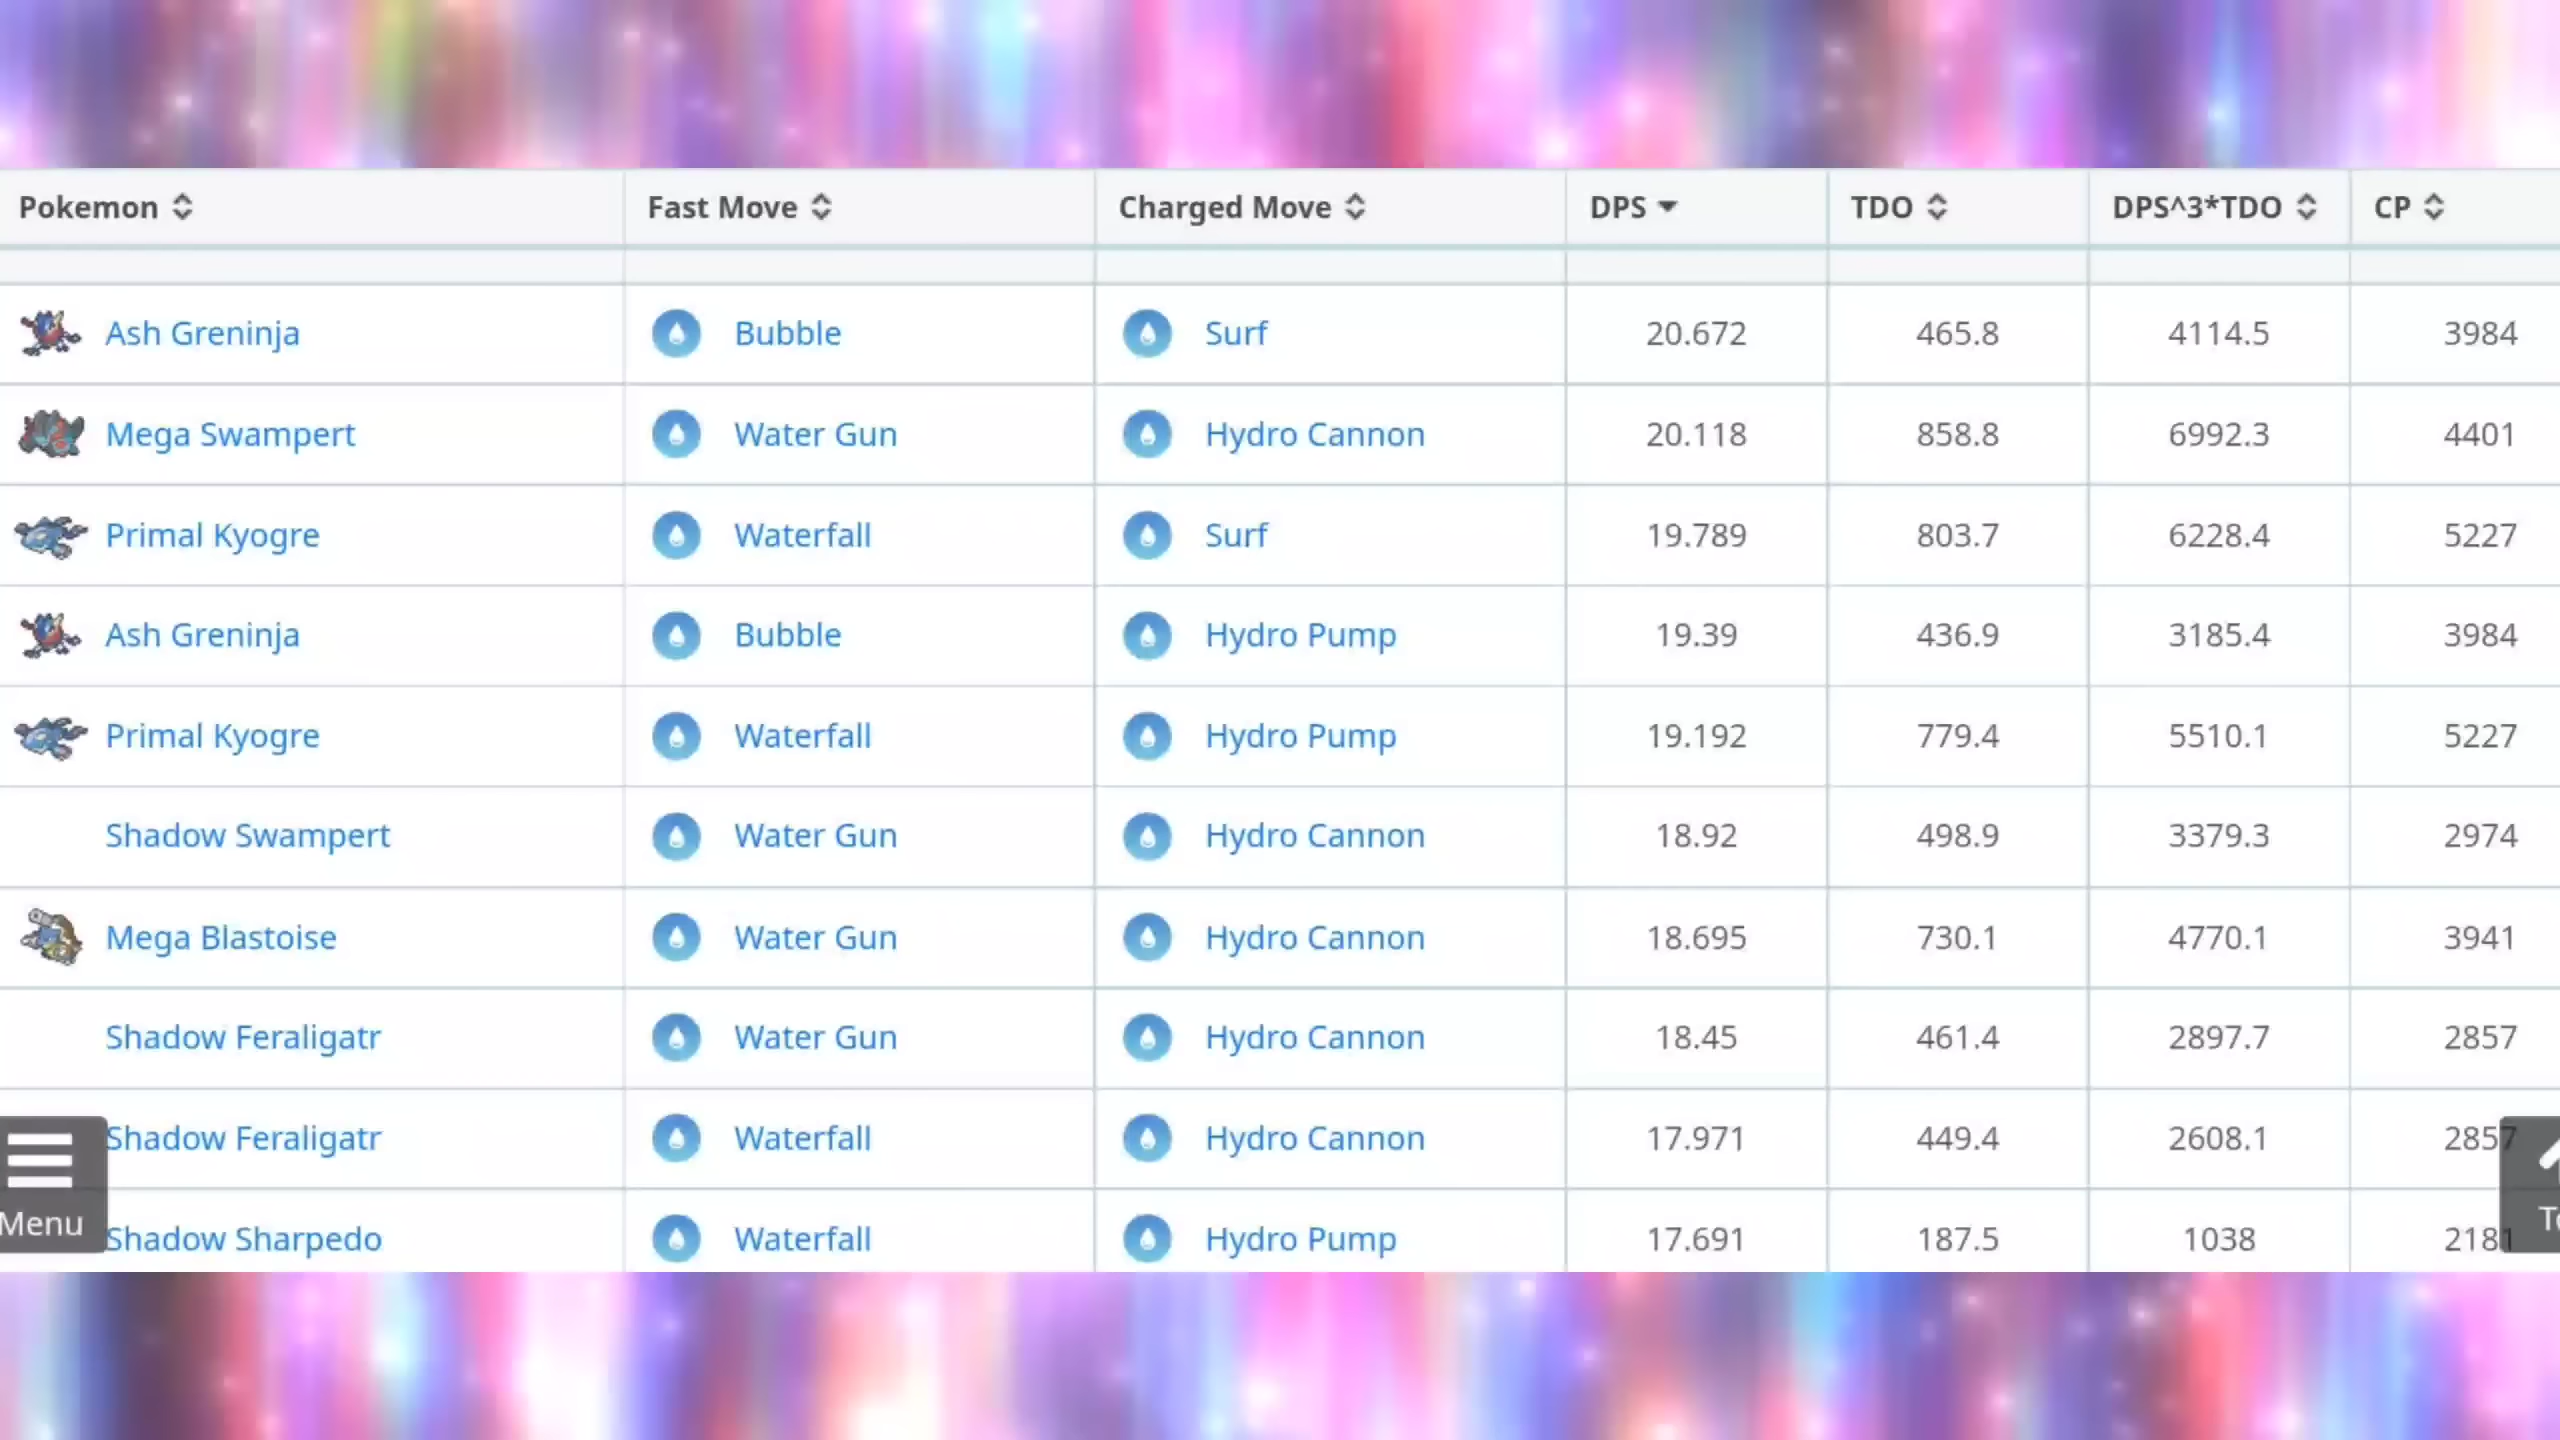 Pokemon Fast Move Charged Move DPS TDO DPS^3*TDO CP
Ash Greninja Bubble Surf 20.672 465.8 4114.5 3984
Mega Swampert Water Gun Hydro Cannon 20.118 858.8 6992.3 4401
Primal Kyogre Waterfall Surf 19.789 803.7 6228.4 5227
Ash Greninja Bubble Hydro Pump 19.39 436.9 3185.4 3984
Primal Kyogre Waterfall Hydro Pump 19.192 779.4 5510.1 5227
Shadow Swampert Water Gun Hydro Cannon 18.92 498.9 3379.3 2974
Mega Blastoise Water Gun Hydro Cannon 18.695 730.1 4770.1 3941
Shadow Feraligatr Water Gun Hydro Cannon 18.45 461.4 2897.7 2857
Shadow Feraligatr Waterfall Hydro Cannon 17.971 449.4 2608.1 2857
Menu
Shadow Sharpedo Waterfall Hydro Pump 17.691 187.5 1038 2181